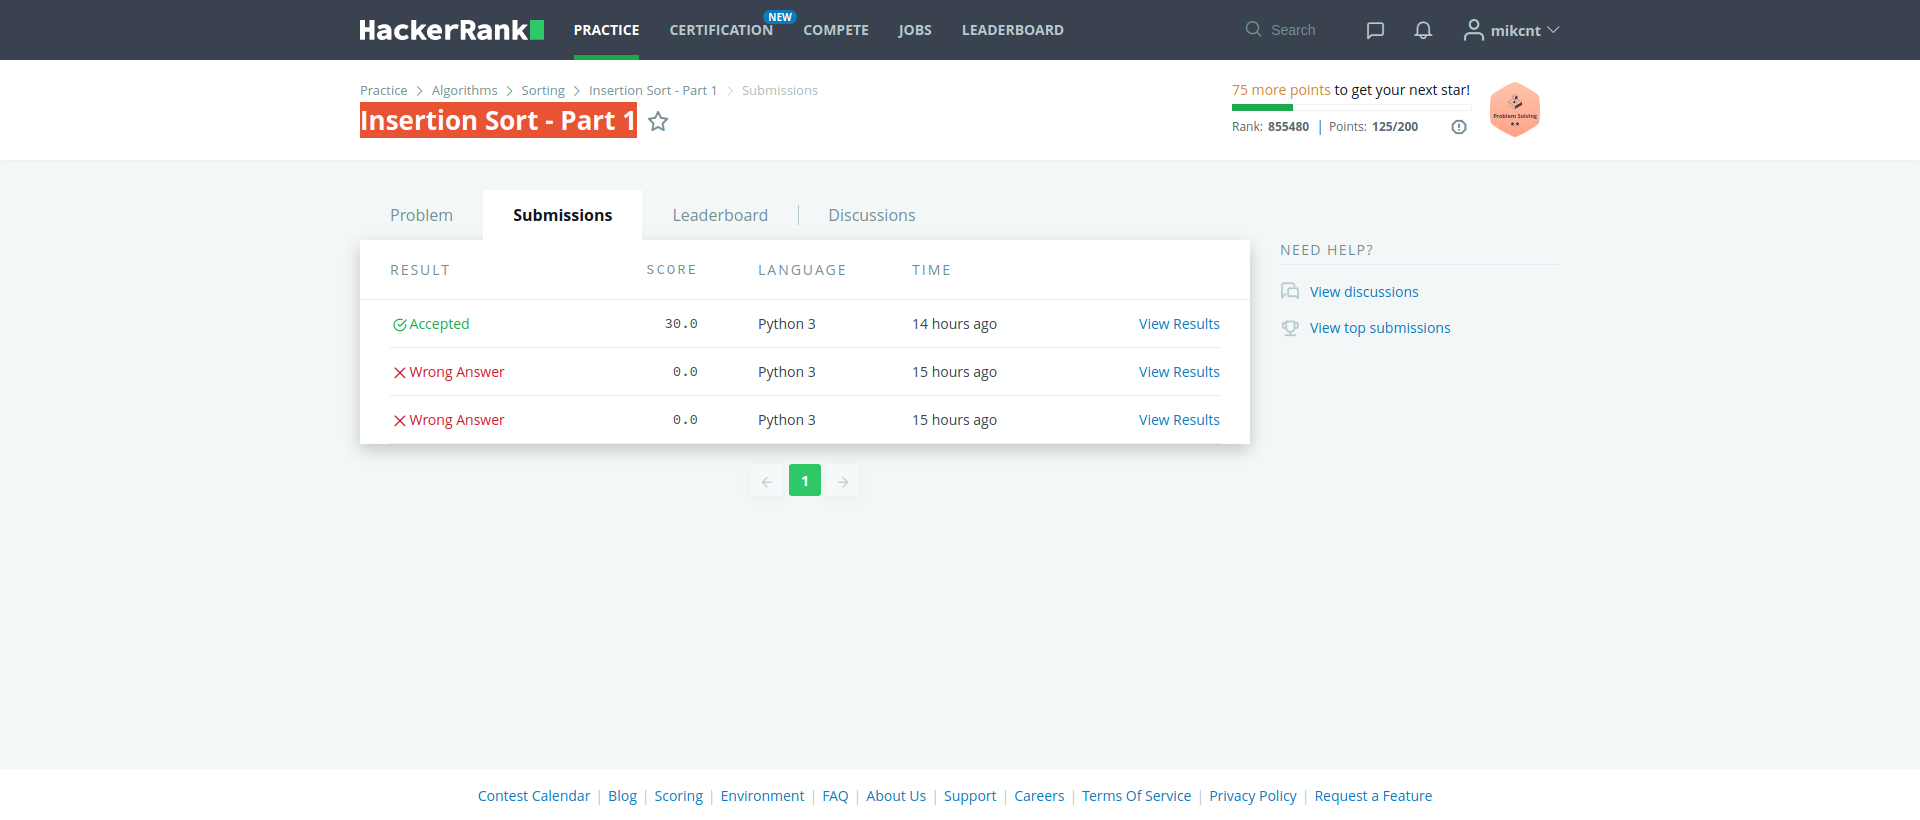 HackerRank PRACTICE CERTIFICATION NEW COMPETE JOBS LEADERBOARD Search mikcnt
Practice Algorithms Sorting Insertion Sort - Part 1 Submissions
Insertion Sort - Part 1
75 more points to get your next star!
Rank: 855480 | Points: 125/200
Problem Solving
Problem Submissions Leaderboard Discussions
RESULT SCORE LANGUAGE TIME
Accepted 30.0 Python 3 14 hours ago View Results
Wrong Answer 0.0 Python 3 15 hours ago View Results
Wrong Answer 0.0 Python 3 15 hours ago View Results
1
NEED HELP?
View discussions
View top submissions
Contest Calendar | Blog | Scoring | Environment | FAQ | About Us | Support | Careers | Terms Of Service | Privacy Policy | Request a Feature